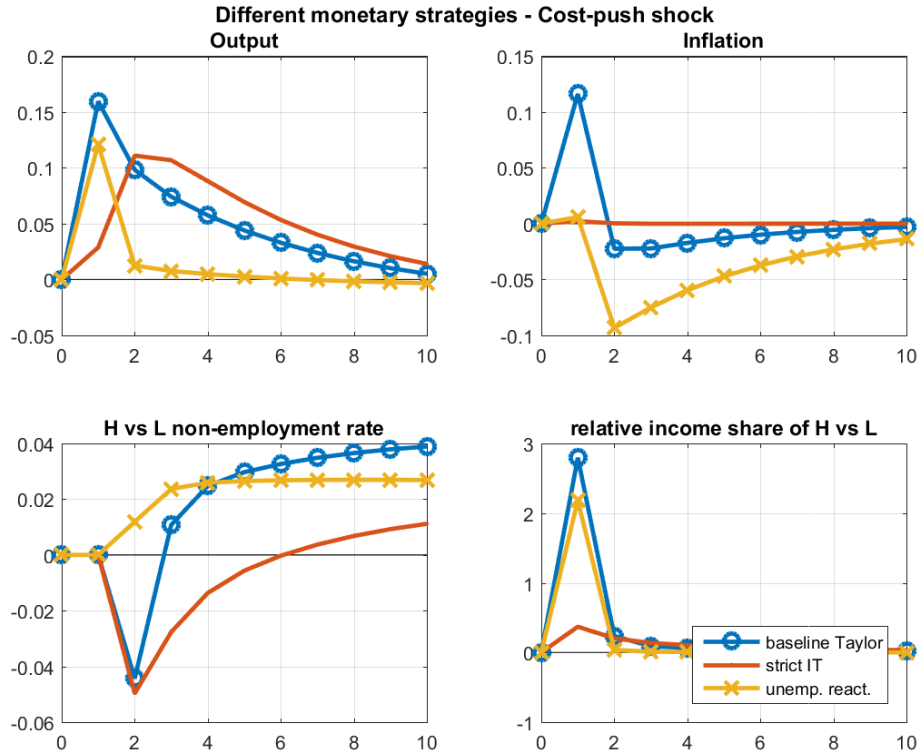 Different monetary strategies - Cost-push shock
Output
0.2
0.15
0.1
0.05
0
-0.05
0 2 4 6 8 10
Inflation
0.15
0.1
0.05
0
-0.05
-0.1
0 2 4 6 8 10
H vs L non-employment rate
0.04
0.02
0
-0.02
-0.04
-0.06
0 2 4 6 8 10
relative income share of H vs L
3
2
1
0
-1
0 2 4 6 8 10
baseline Taylor
strict IT
unemp. react.